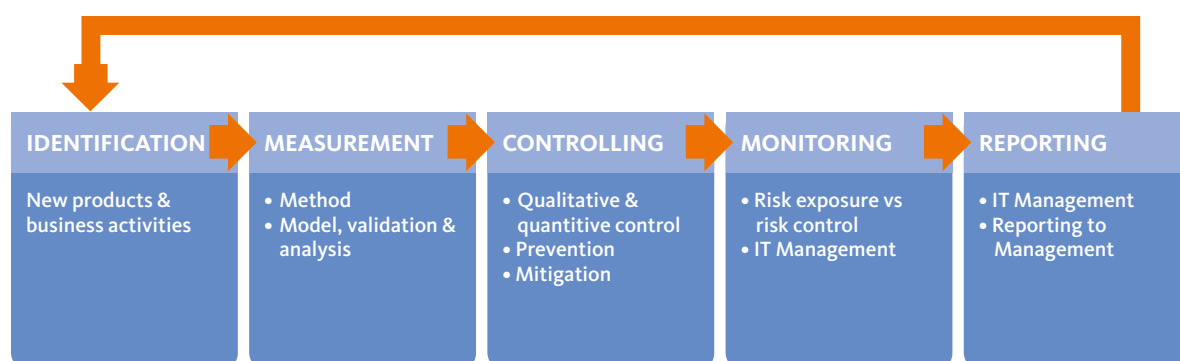 IDENTIFICATION
New products &
business activities
MEASUREMENT
• Method
• Model, validation &
analysis
CONTROLLING
• Qualitative &
quantitive control
• Prevention
• Mitigation
MONITORING
• Risk exposure vs
risk control
• IT Management
REPORTING
• IT Management
• Reporting to
Management